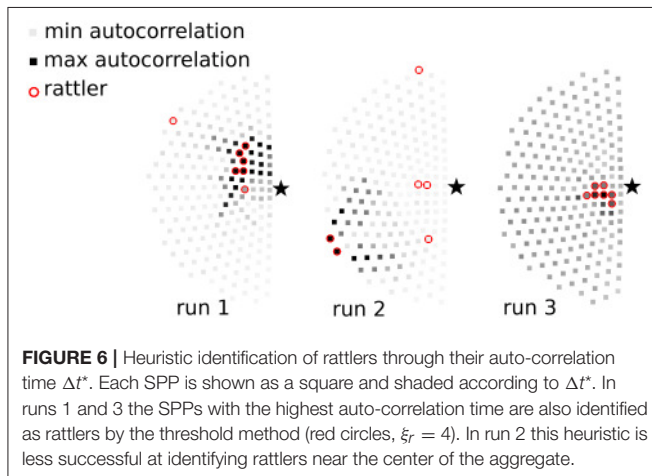 min autocorrelation
max autocorrelation
rattler
run 1
run 2
run 3
FIGURE 6 | Heuristic identification of rattlers through their auto-correlation
time Δt*. Each SPP is shown as a square and shaded according to Δt*. In
runs 1 and 3 the SPPs with the highest auto-correlation time are also identified
as rattlers by the threshold method (red circles, ξr = 4). In run 2 this heuristic is
less successful at identifying rattlers near the center of the aggregate.